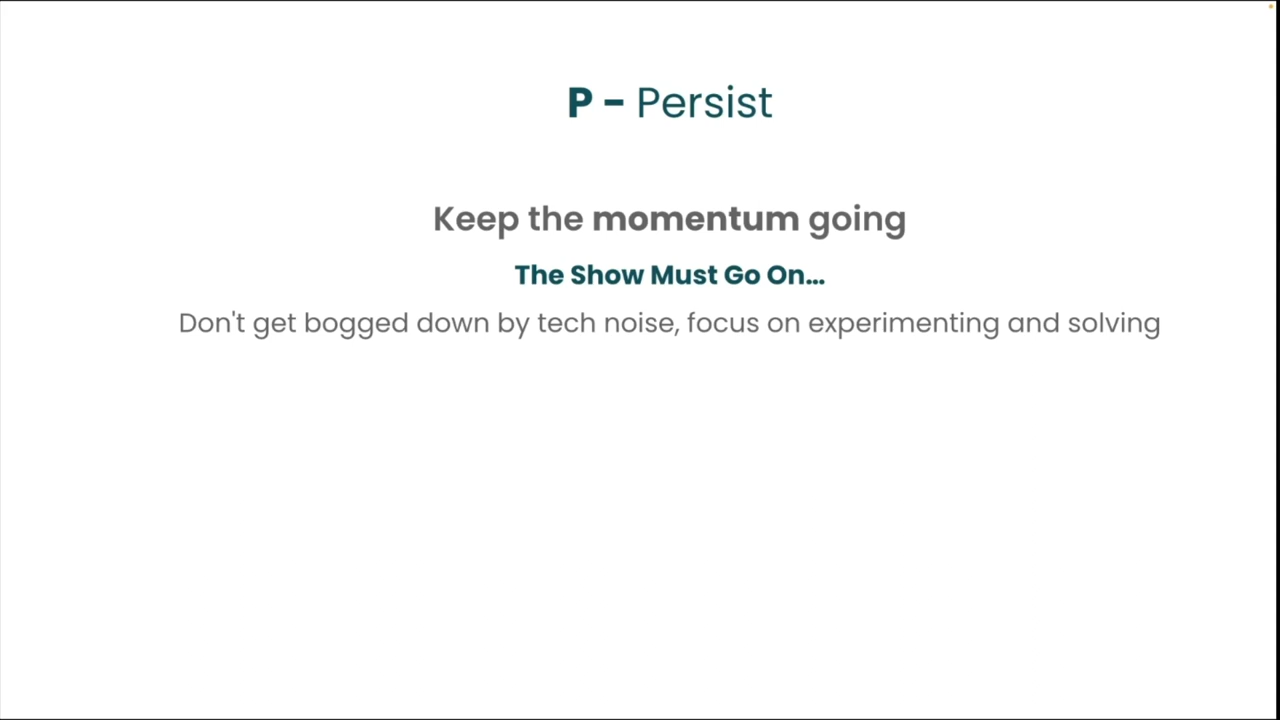 P - Persist
Keep the momentum going
The Show Must Go On...
Don't get bogged down by tech noise, focus on experimenting and solving